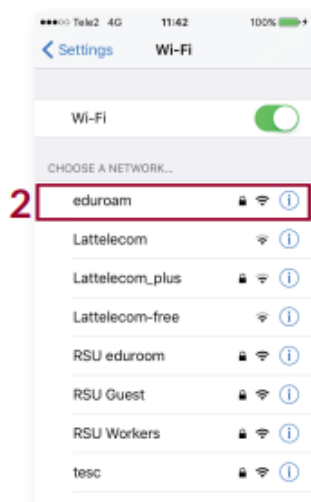 Tele2 4G 11:42 100%
Settings Wi-Fi
Wi-Fi
CHOOSE A NETWORK...
2
eduroam
Lattelecom
Lattelecom_plus
Lattelecom-free
RSU eduroom
RSU Guest
RSU Workers
tesc